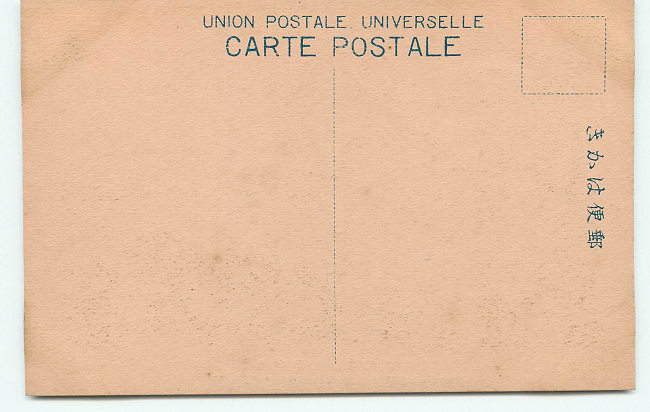 UNION POSTALE UNIVERSELLE
CARTE POSTALE
きかは便郵